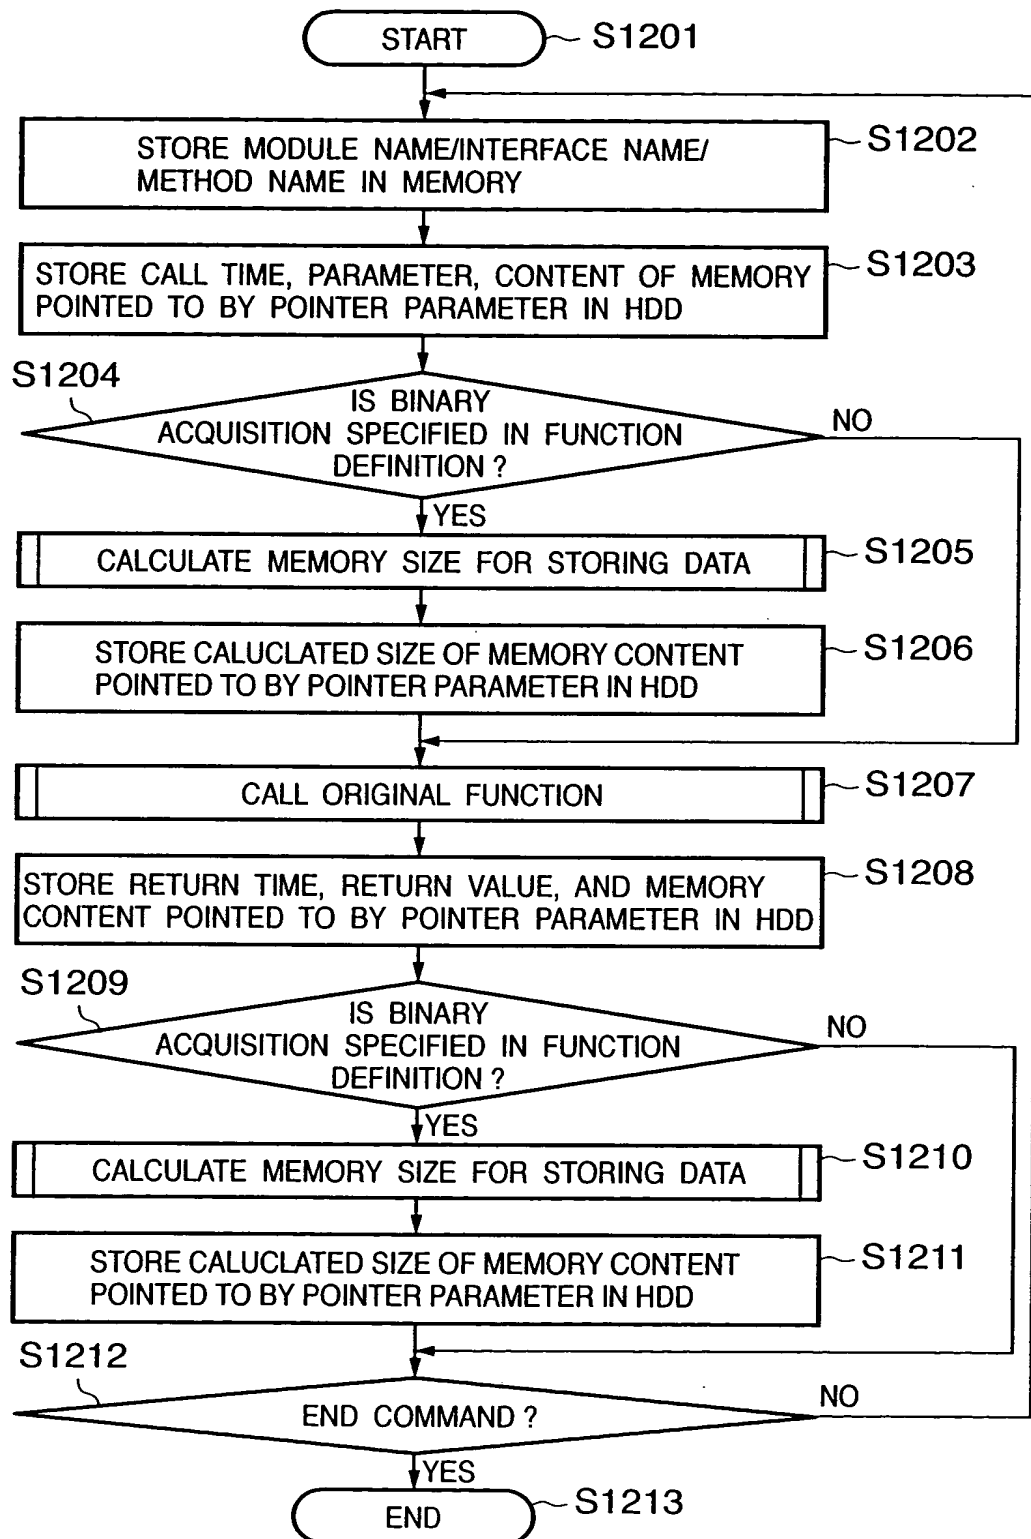 START
S1201
S1202
STORE MODULE NAME/INTERFACE NAME/
METHOD NAME IN MEMORY
S1203
STORE CALL TIME, PARAMETER, CONTENT OF MEMORY
POINTED TO BY POINTER PARAMETER IN HDD
S1204
IS BINARY
ACQUISITION SPECIFIED IN FUNCTION
DEFINITION ?
NO
YES
CALCULATE MEMORY SIZE FOR STORING DATA
S1205
S1206
STORE CALUCLATED SIZE OF MEMORY CONTENT
POINTED TO BY POINTER PARAMETER IN HDD
CALL ORIGINAL FUNCTION
S1207
S1208
STORE RETURN TIME, RETURN VALUE, AND MEMORY
CONTENT POINTED TO BY POINTER PARAMETER IN HDD
S1209
IS BINARY
ACQUISITION SPECIFIED IN FUNCTION
DEFINITION ?
NO
YES
CALCULATE MEMORY SIZE FOR STORING DATA
S1210
S1211
STORE CALUCLATED SIZE OF MEMORY CONTENT
POINTED TO BY POINTER PARAMETER IN HDD
S1212
END COMMAND ?
NO
YES
END
S1213